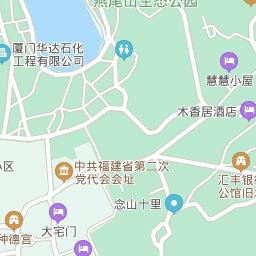 燕尾山生态公园
厦门华达石化
工程有限公司
慧慧小屋
木香居酒店
中共福建省第二次
党代会会址
小区
汇丰银行
公馆旧址
念山十里
大宅门
种德宫